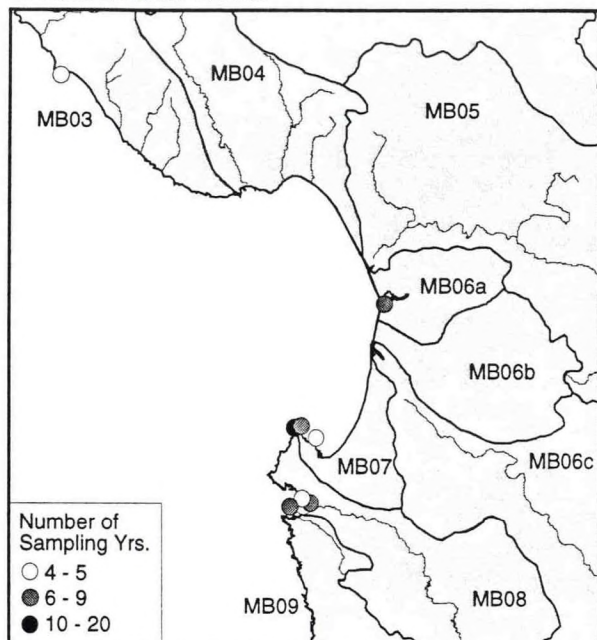 MB04
MB05
MB03
MB06a
MB06b
MB07
MB06c
Number of
Sampling Yrs.
4 - 5
6 - 9
10 - 20
MB09
MB08